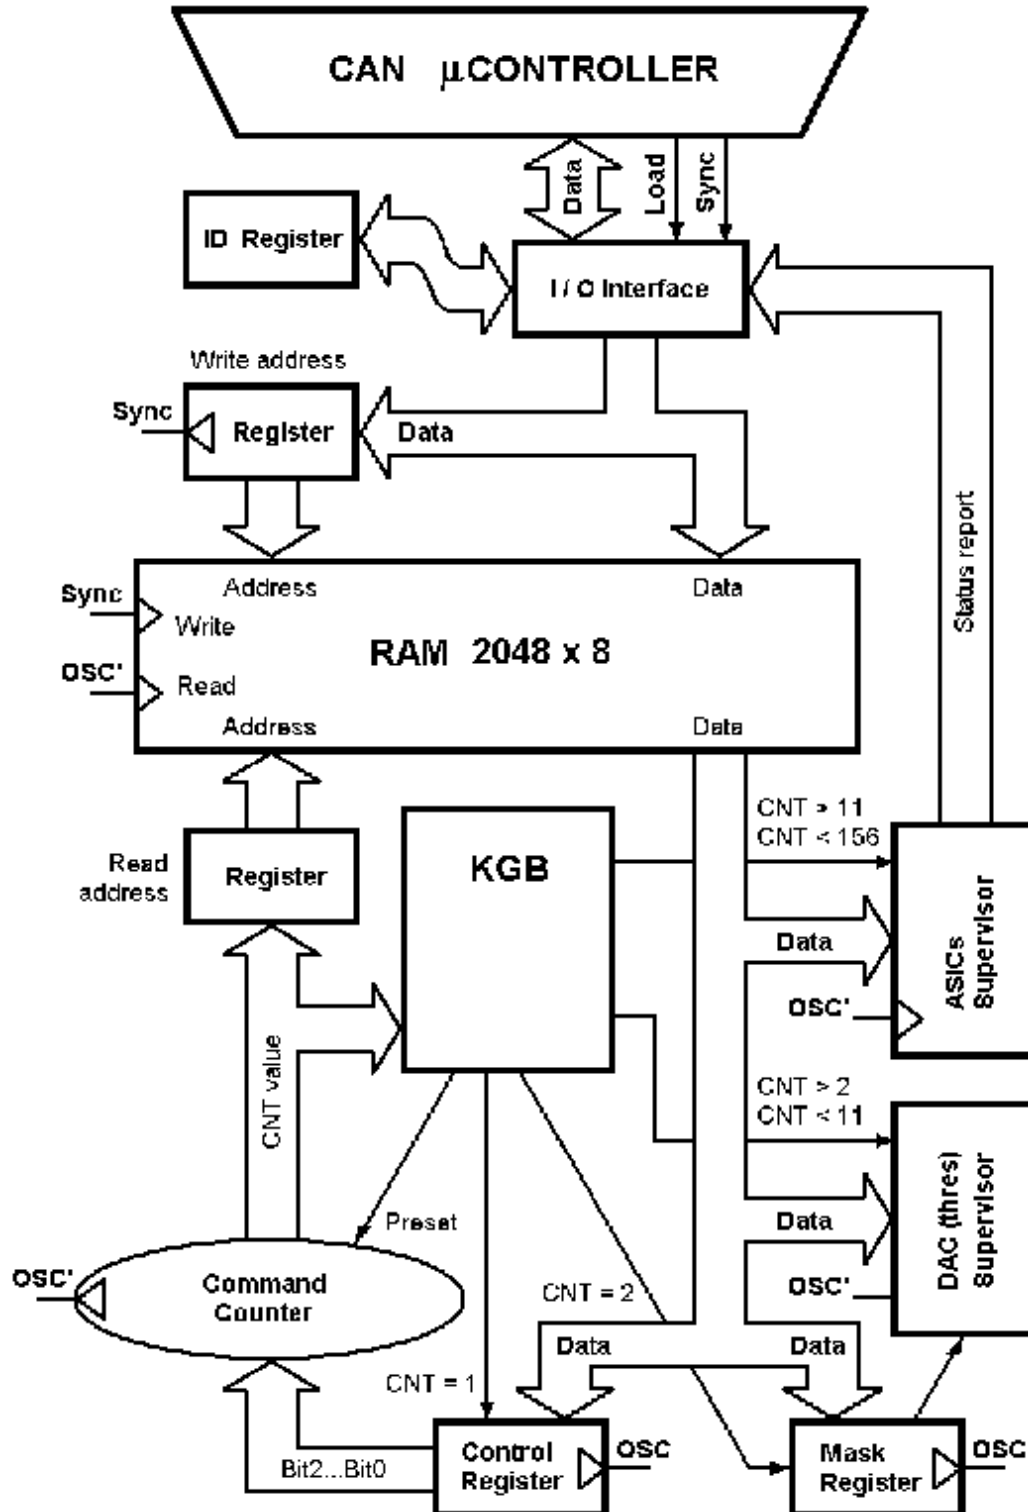 CAN μCONTROLLER
Data
Load
Sync
ID Register
I / O Interface
Write address
Sync
Register
Data
Status report
Address
Data
Sync
Write
RAM 2048 x 8
OSC'
Read
Address
Data
CNT > 11
CNT < 156
KGB
Read
address
Register
Data
ASICs
Supervisor
OSC'
CNT value
CNT > 2
CNT < 11
Preset
Data
DAC (thres)
Supervisor
OSC'
OSC'
Command
Counter
CNT = 2
Data
Data
CNT = 1
Bit2...Bit0
Control
Register
OSC
Mask
Register
OSC